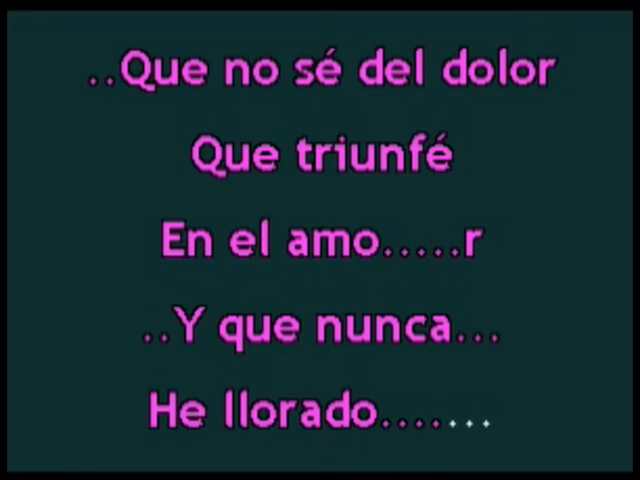 ..Que no sé del dolor
Que triunfé
En el amo.....r
..Y que nunca...
He llorado.......